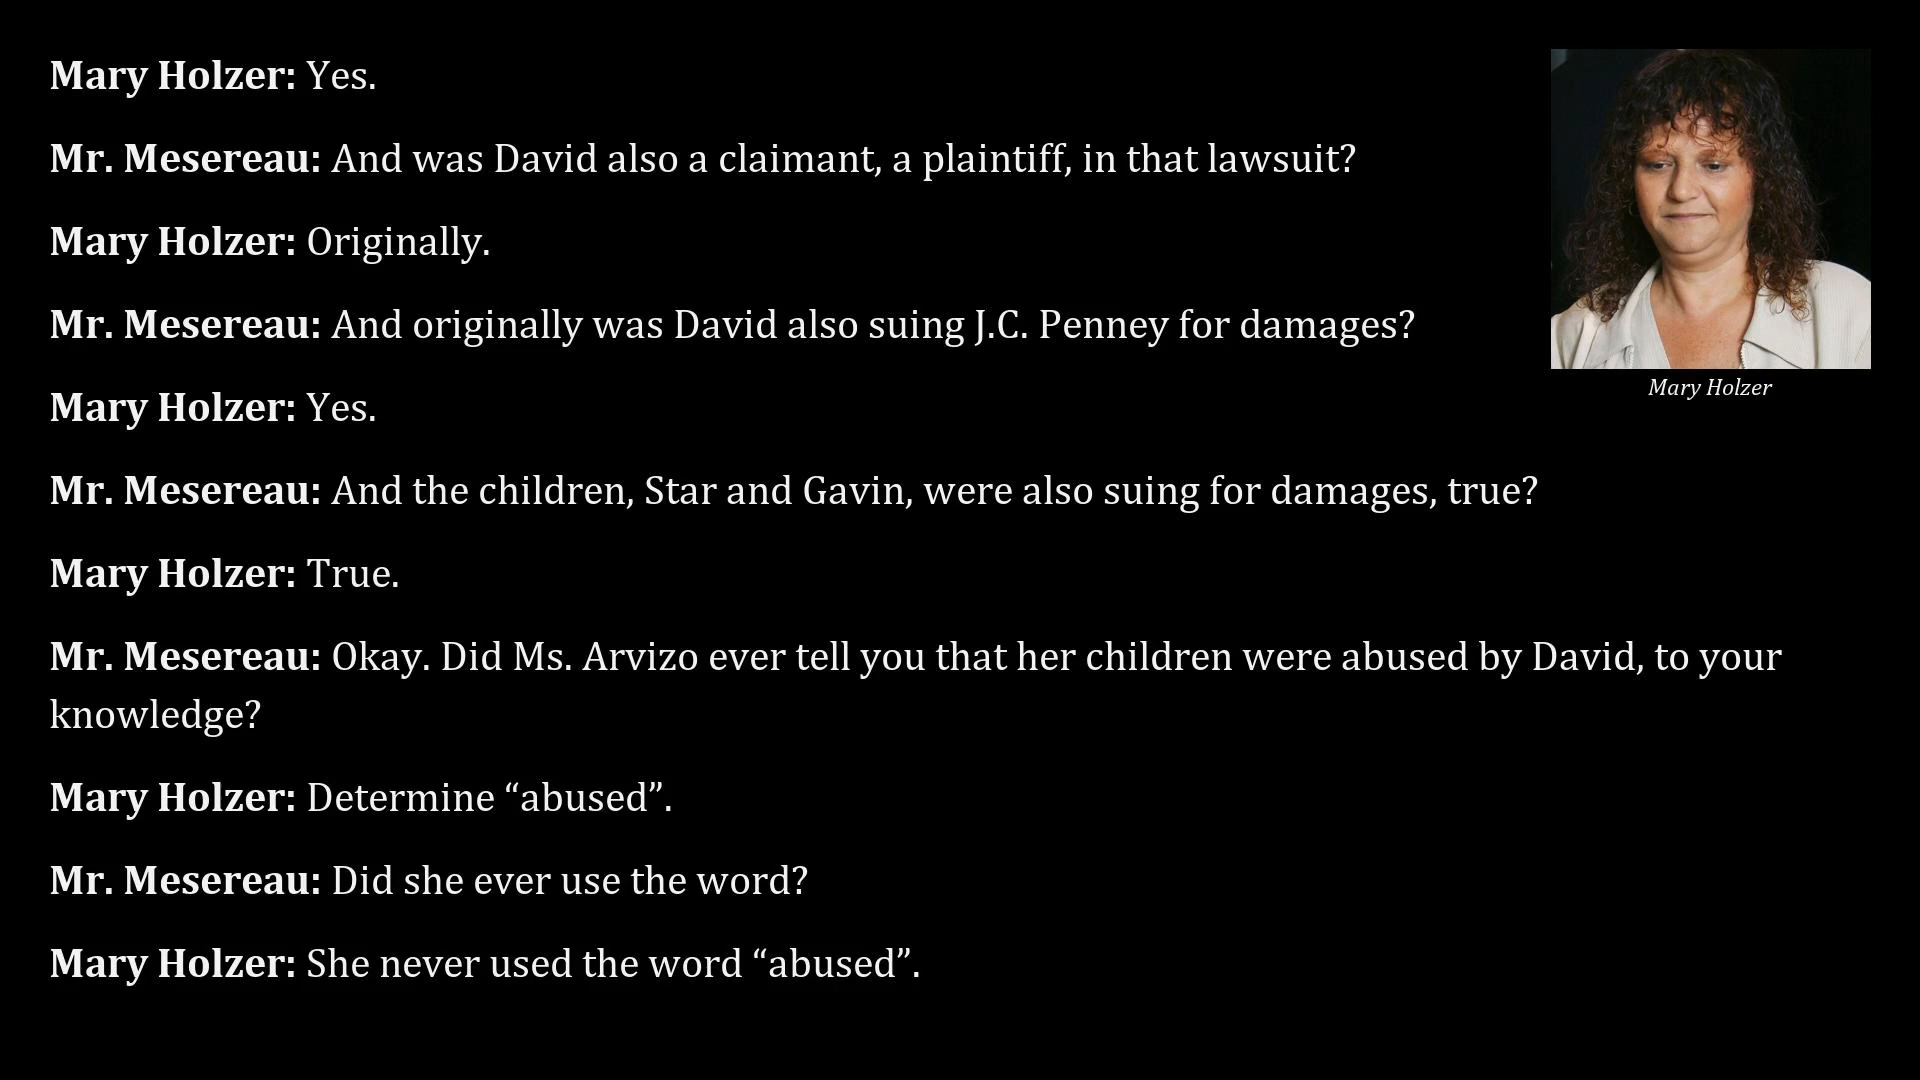 Mary Holzer: Yes.
Mr. Mesereau: And was David also a claimant, a plaintiff, in that lawsuit?
Mary Holzer: Originally.
Mr. Mesereau: And originally was David also suing J.C. Penney for damages?
Mary Holzer: Yes.
Mary Holzer
Mr. Mesereau: And the children, Star and Gavin, were also suing for damages, true?
Mary Holzer: True.
Mr. Mesereau: Okay. Did Ms. Arvizo ever tell you that her children were abused by David, to your
knowledge?
Mary Holzer: Determine “abused”.
Mr. Mesereau: Did she ever use the word?
Mary Holzer: She never used the word “abused”.